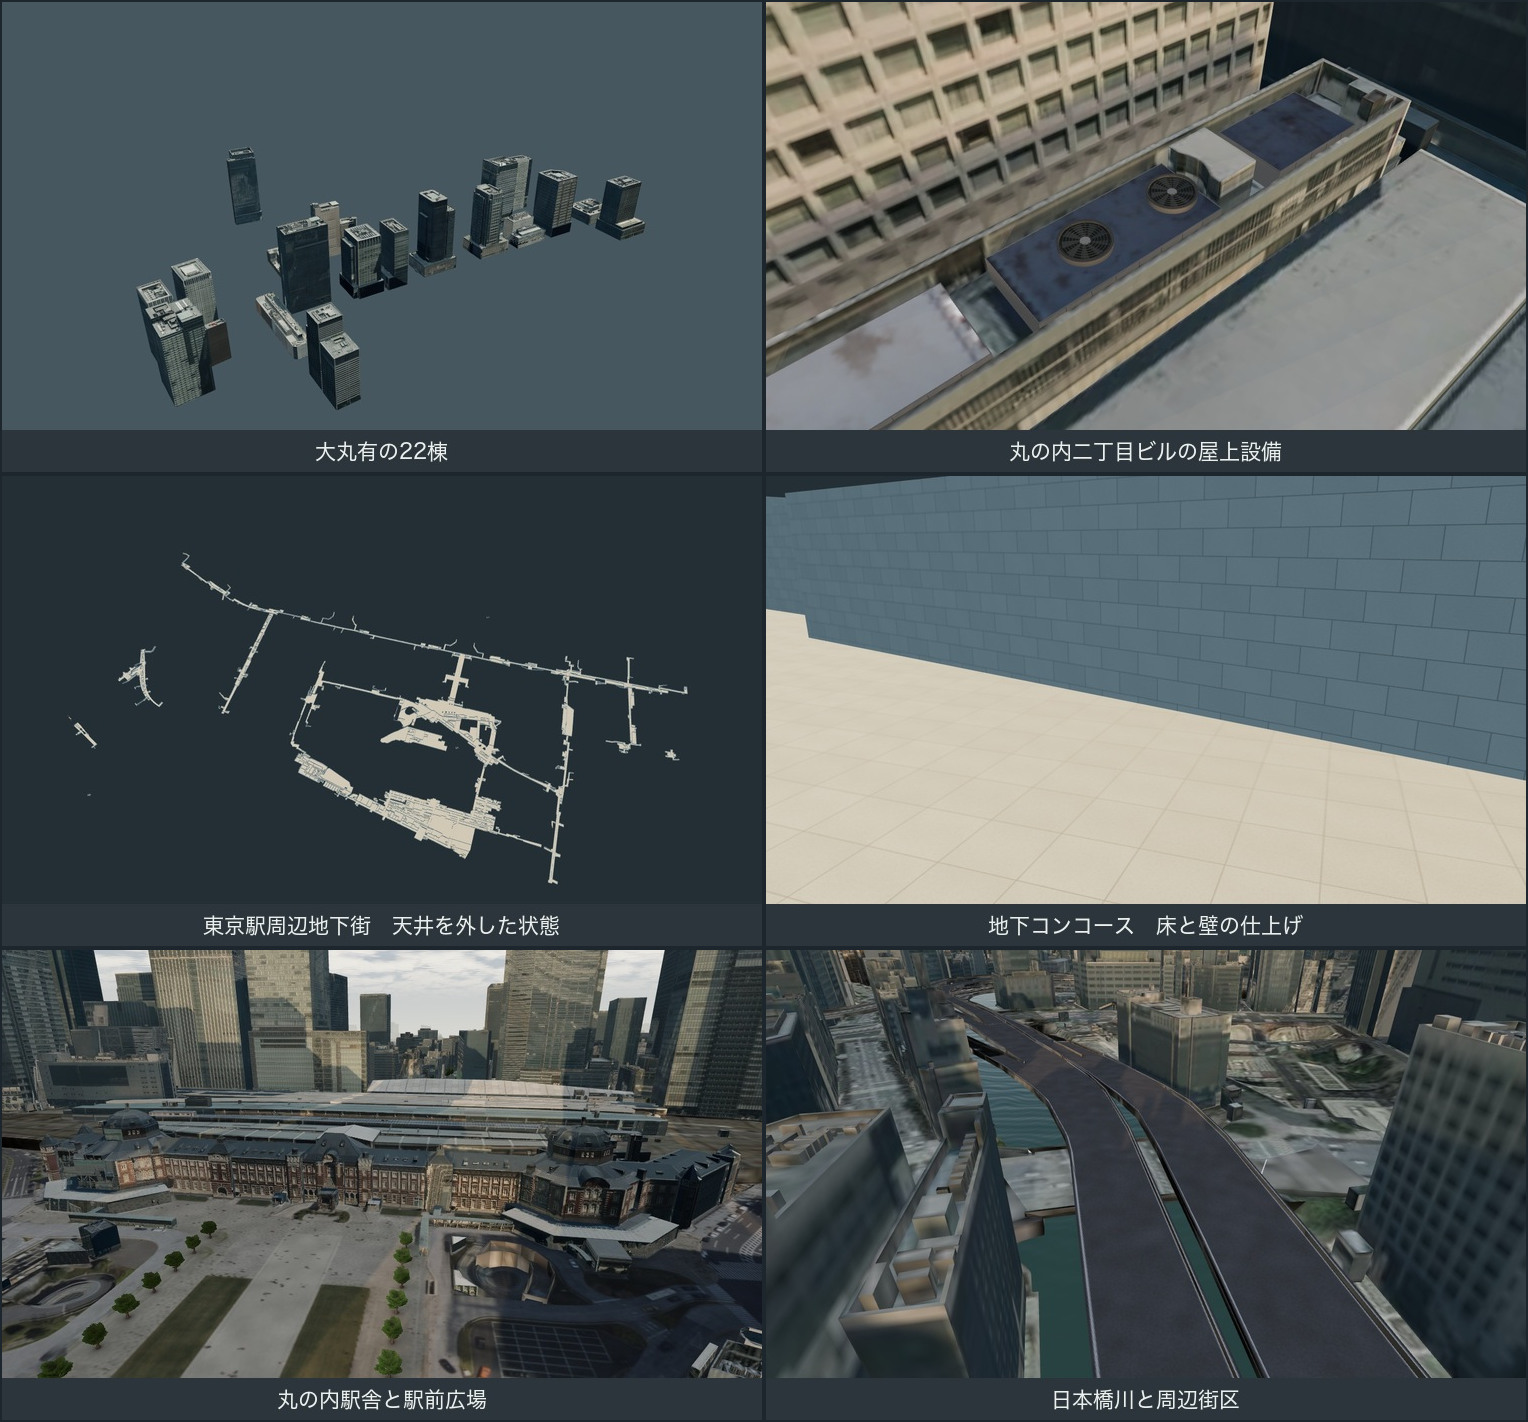 大丸有の22棟
丸の内二丁目ビルの屋上設備
東京駅周辺地下街　天井を外した状態
地下コンコース　床と壁の仕上げ
丸の内駅舎と駅前広場
日本橋川と周辺街区